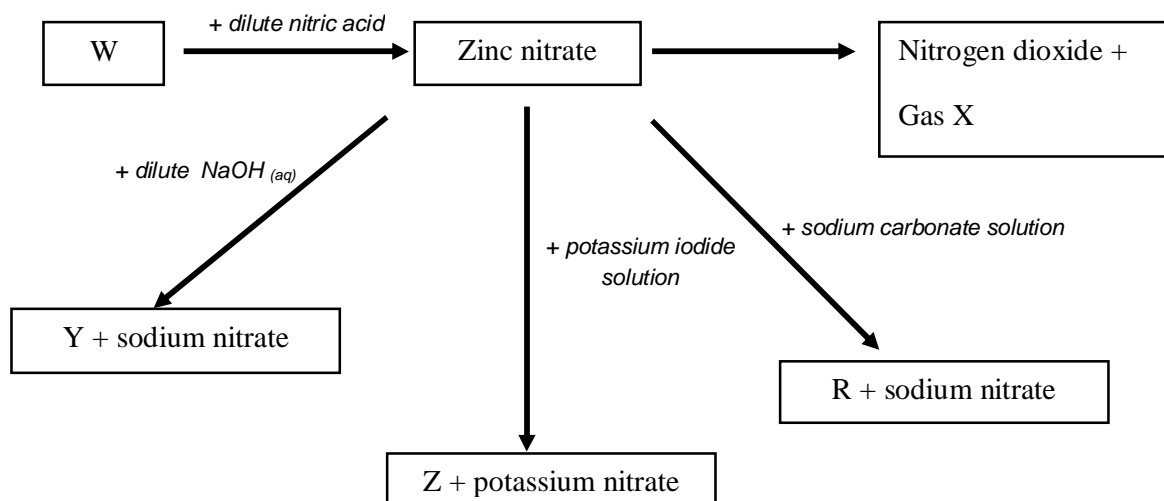 + dilute nitric acid
W
Zinc nitrate
Nitrogen dioxide +
Gas X
+ dilute NaOH (aq)
+ potassium iodide
solution
+ sodium carbonate solution
Y + sodium nitrate
R + sodium nitrate
Z + potassium nitrate